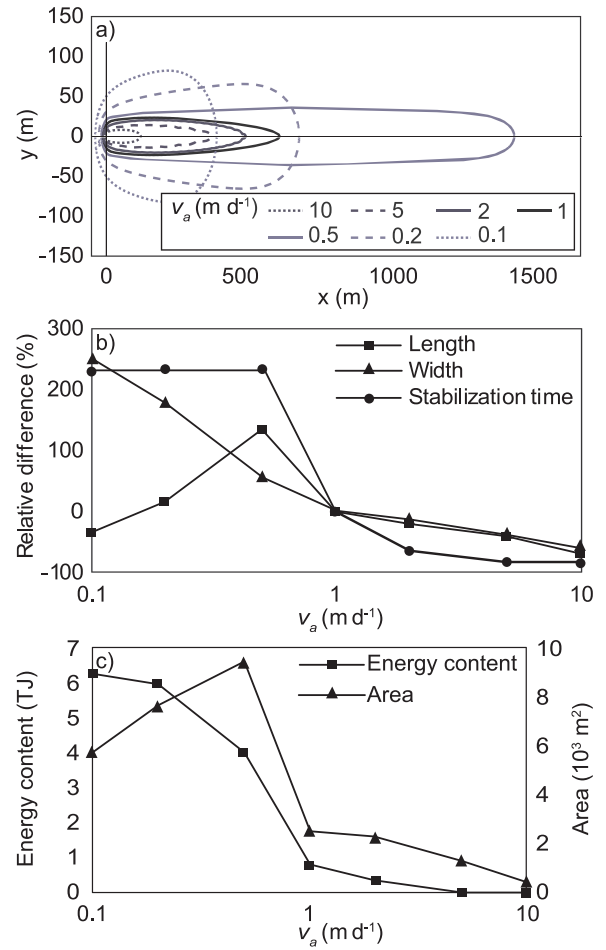 a)
150
100
50
0
-50
-100
-150
y (m)
vₐ (m d⁻¹) 10 5 2 1
0.5 0.2 0.1
0 500 1000 1500
x (m)
b)
300
200
100
0
-100
Relative difference (%)
Length
Width
Stabilization time
0.1 1 10
vₐ (m d⁻¹)
c)
7
6
5
4
3
2
1
0
Energy content (TJ)
Energy content
Area
10
8
6
4
2
0
Area (10³ m²)
0.1 1 10
vₐ (m d⁻¹)